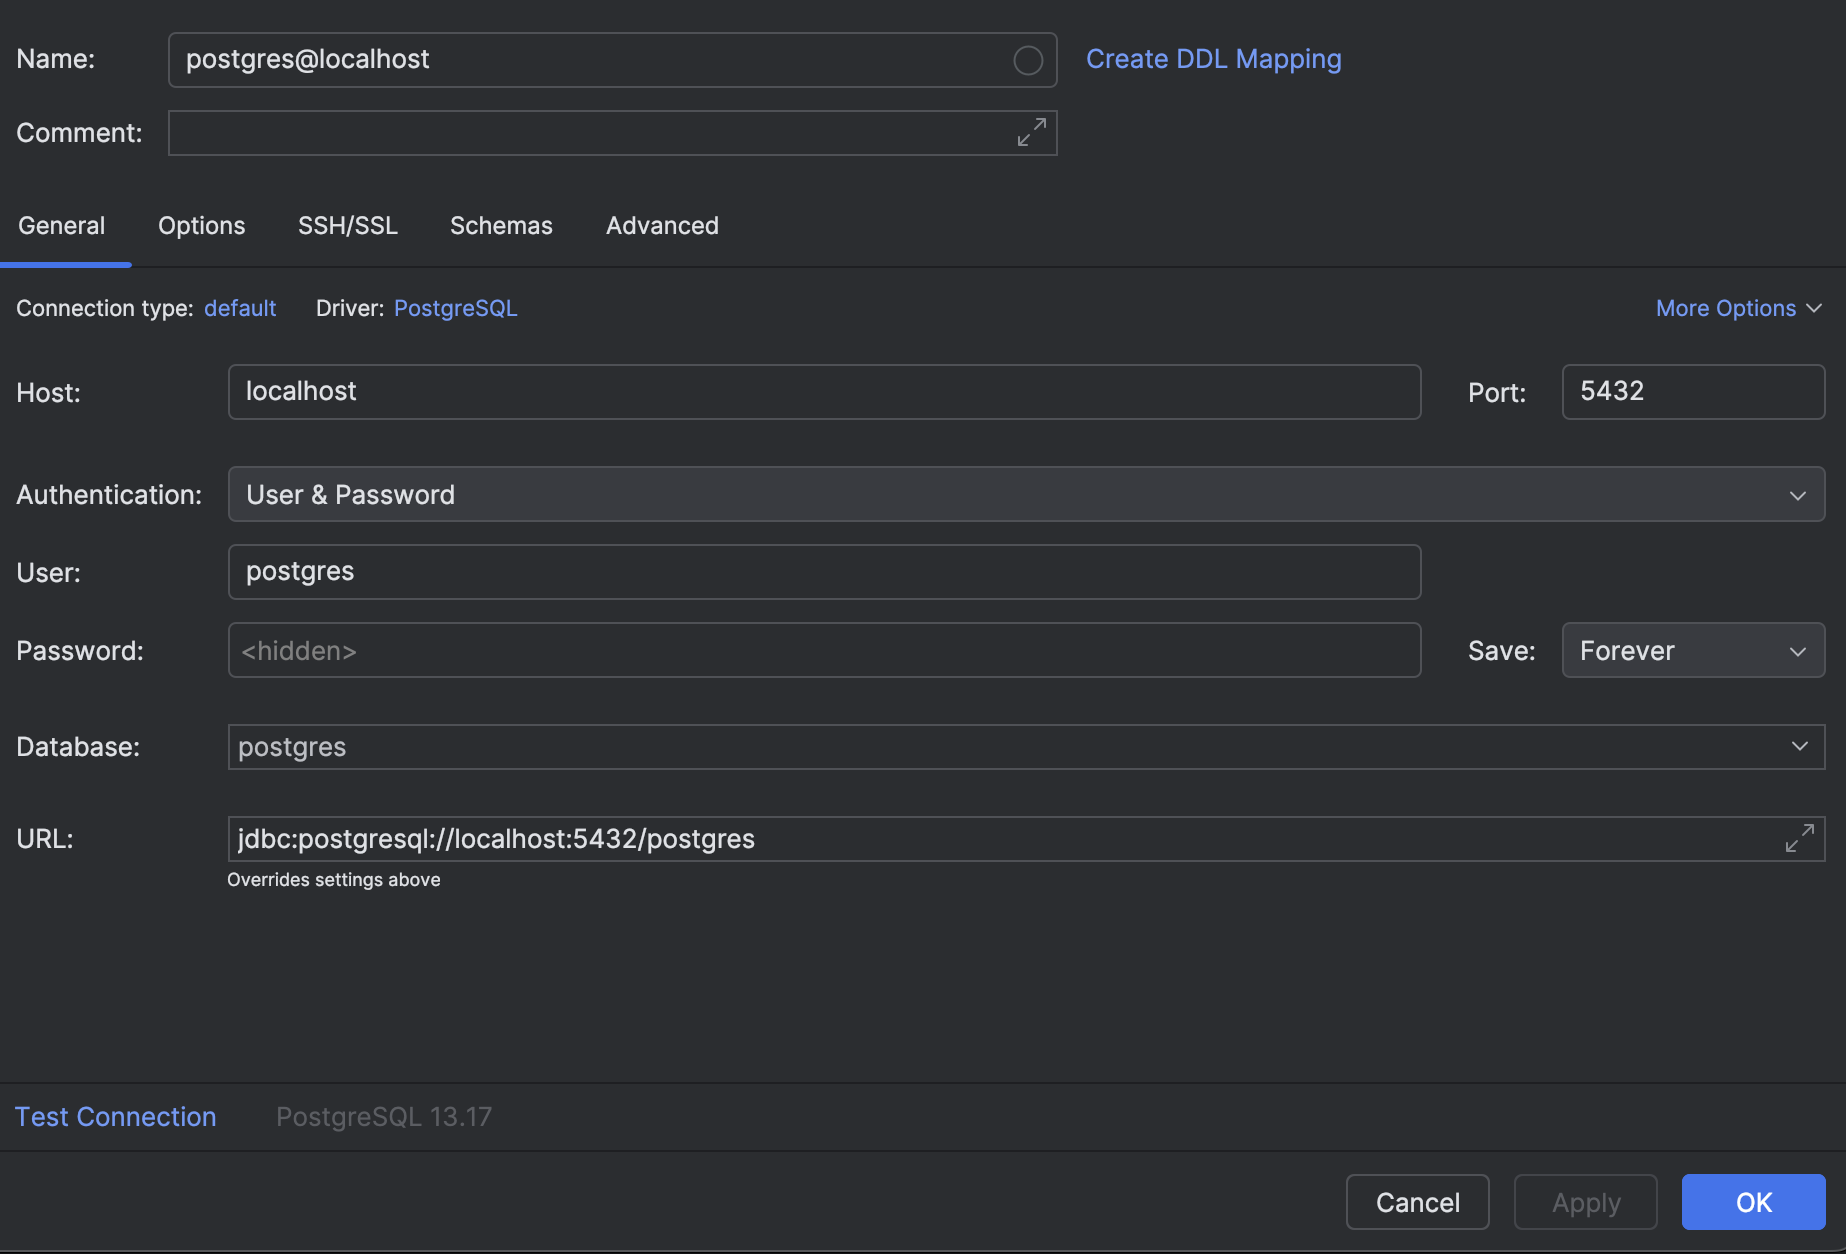 Name: postgres@localhost Create DDL Mapping
Comment:
General Options SSH/SSL Schemas Advanced
Connection type: default Driver: PostgreSQL More Options
Host: localhost Port: 5432
Authentication: User & Password
User: postgres
Password: <hidden> Save: Forever
Database: postgres
URL: jdbc:postgresql://localhost:5432/postgres
Overrides settings above
Test Connection PostgreSQL 13.17
Cancel Apply OK